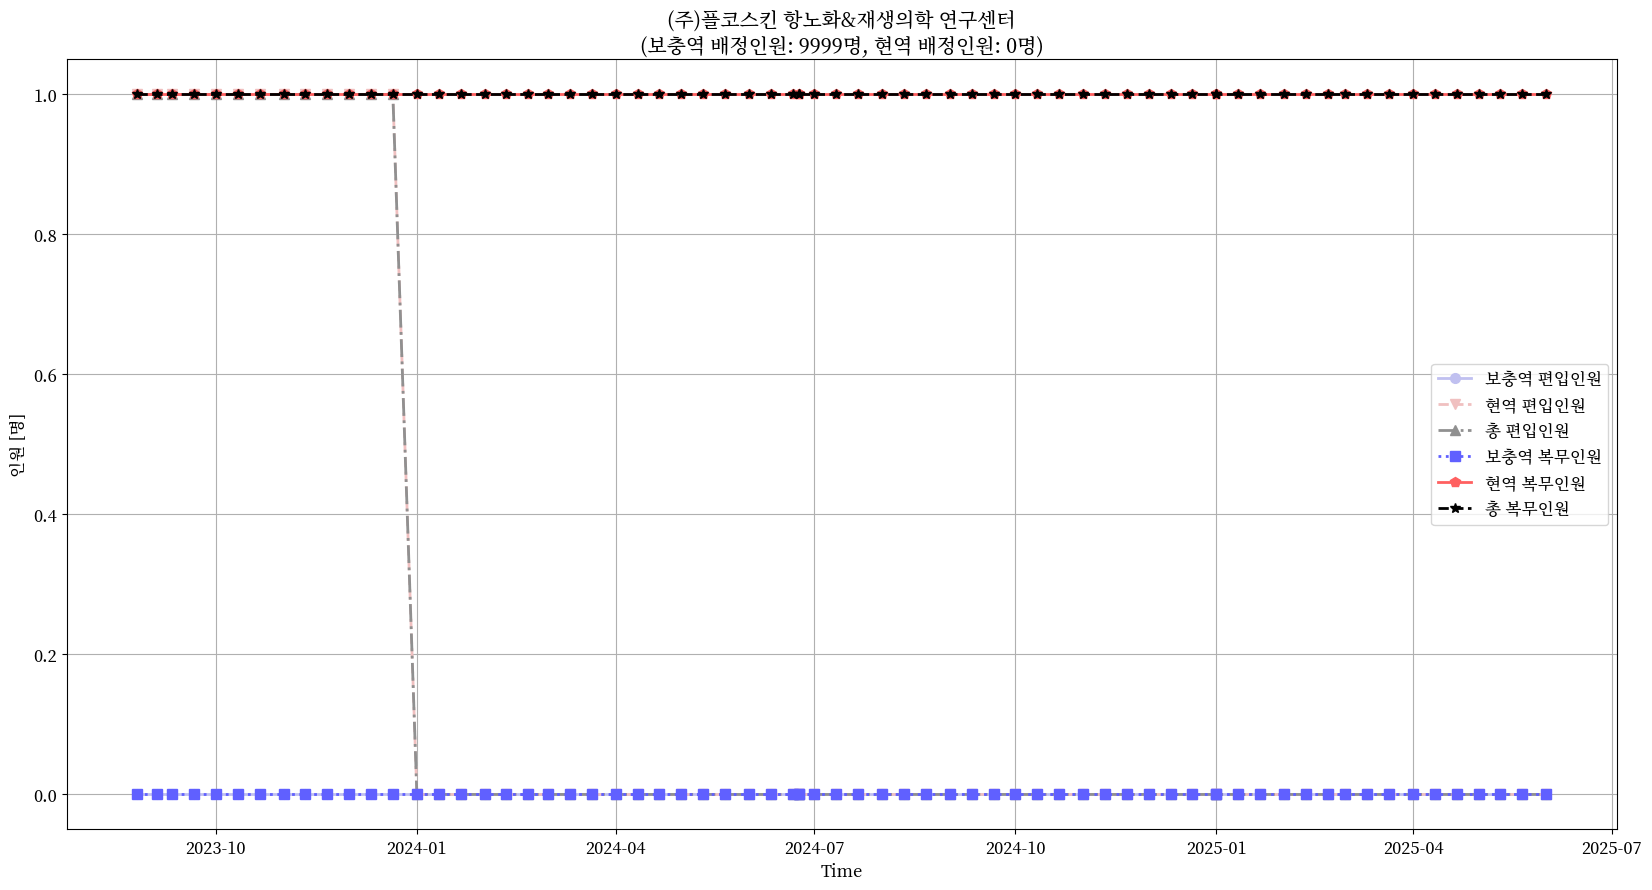 (주)플코스킨 항노화&재생의학 연구센터
(보충역 배정인원: 9999명, 현역 배정인원: 0명)
인원 [명]
1.0
0.8
0.6
0.4
0.2
0.0
보충역 편입인원
현역 편입인원
총 편입인원
보충역 복무인원
현역 복무인원
총 복무인원
2023-10
2024-01
2024-04
2024-07
2024-10
2025-01
2025-04
2025-07
Time